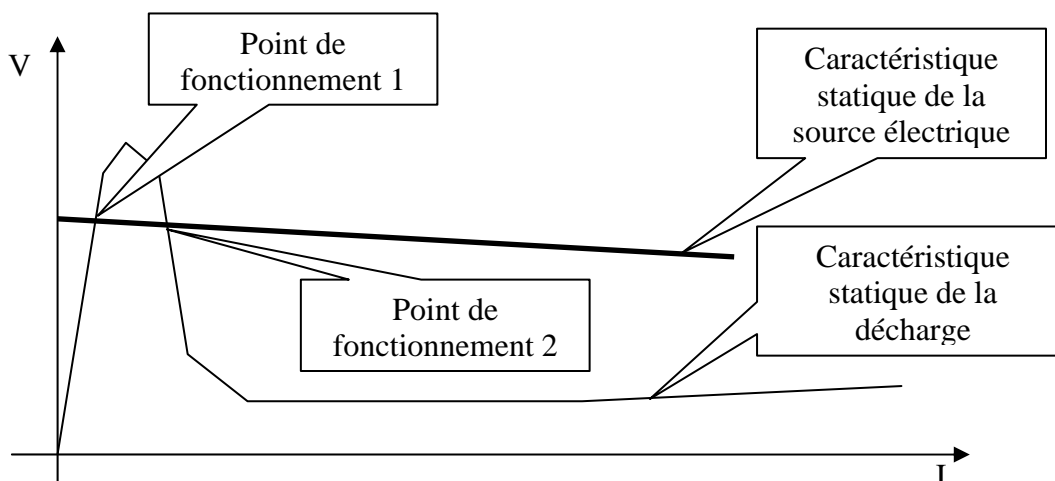 V
Point de
fonctionnement 1
Caractéristique
statique de la
source électrique
Point de
fonctionnement 2
Caractéristique
statique de la
décharge
I